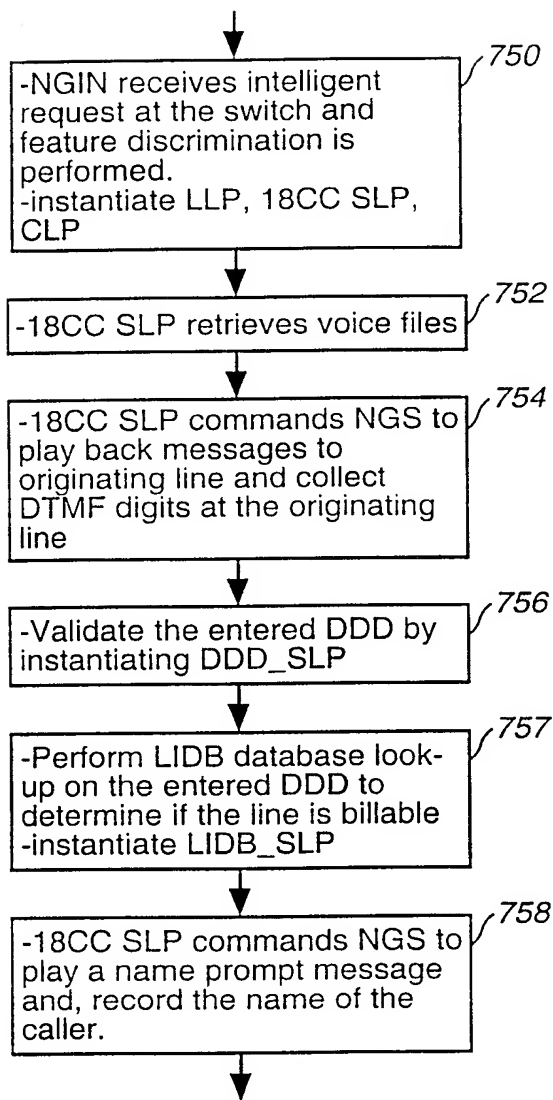 750
-NGIN receives intelligent
request at the switch and
feature discrimination is
performed.
-instantiate LLP, 18CC SLP,
CLP
752
-18CC SLP retrieves voice files
754
-18CC SLP commands NGS to
play back messages to
originating line and collect
DTMF digits at the originating
line
756
-Validate the entered DDD by
instantiating DDD_SLP
757
-Perform LIDB database look-
up on the entered DDD to
determine if the line is billable
-instantiate LIDB_SLP
758
-18CC SLP commands NGS to
play a name prompt message
and, record the name of the
caller.